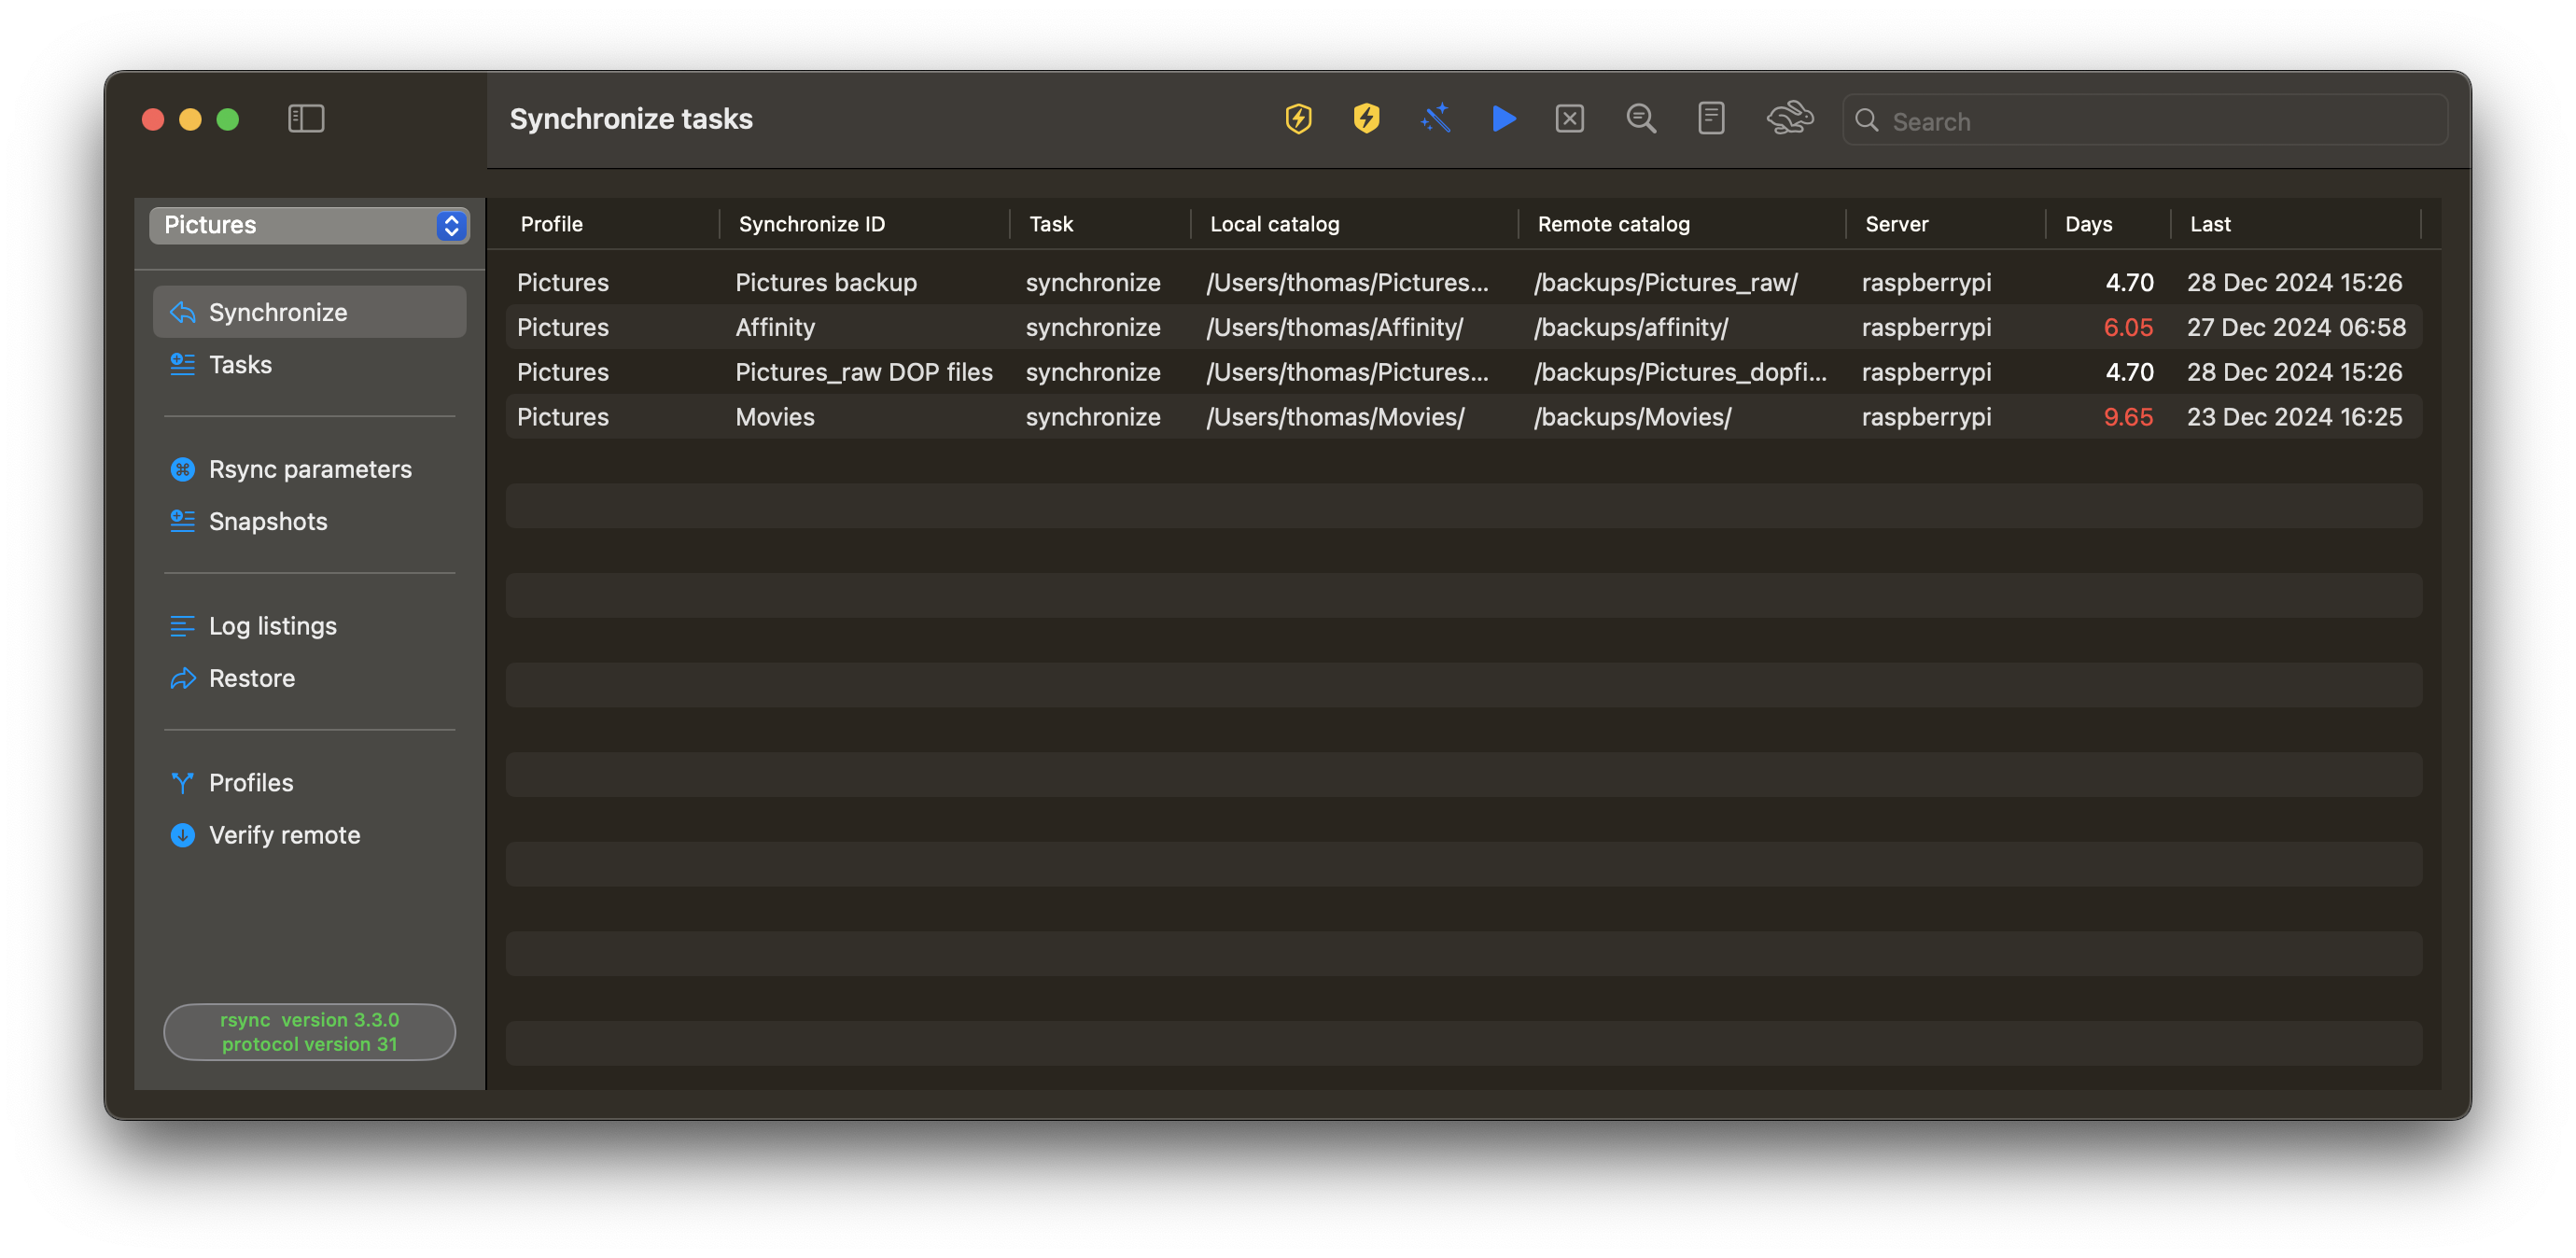 Synchronize tasks
Search
Pictures
Synchronize
Tasks
Rsync parameters
Snapshots
Log listings
Restore
Profiles
Verify remote
rsync version 3.3.0
protocol version 31
Profile Synchronize ID Task Local catalog Remote catalog Server Days Last
Pictures Pictures backup synchronize /Users/thomas/Pictures... /backups/Pictures_raw/ raspberrypi 4.70 28 Dec 2024 15:26
Pictures Affinity synchronize /Users/thomas/Affinity/ /backups/affinity/ raspberrypi 6.05 27 Dec 2024 06:58
Pictures Pictures_raw DOP files synchronize /Users/thomas/Pictures... /backups/Pictures_dopfi... raspberrypi 4.70 28 Dec 2024 15:26
Pictures Movies synchronize /Users/thomas/Movies/ /backups/Movies/ raspberrypi 9.65 23 Dec 2024 16:25